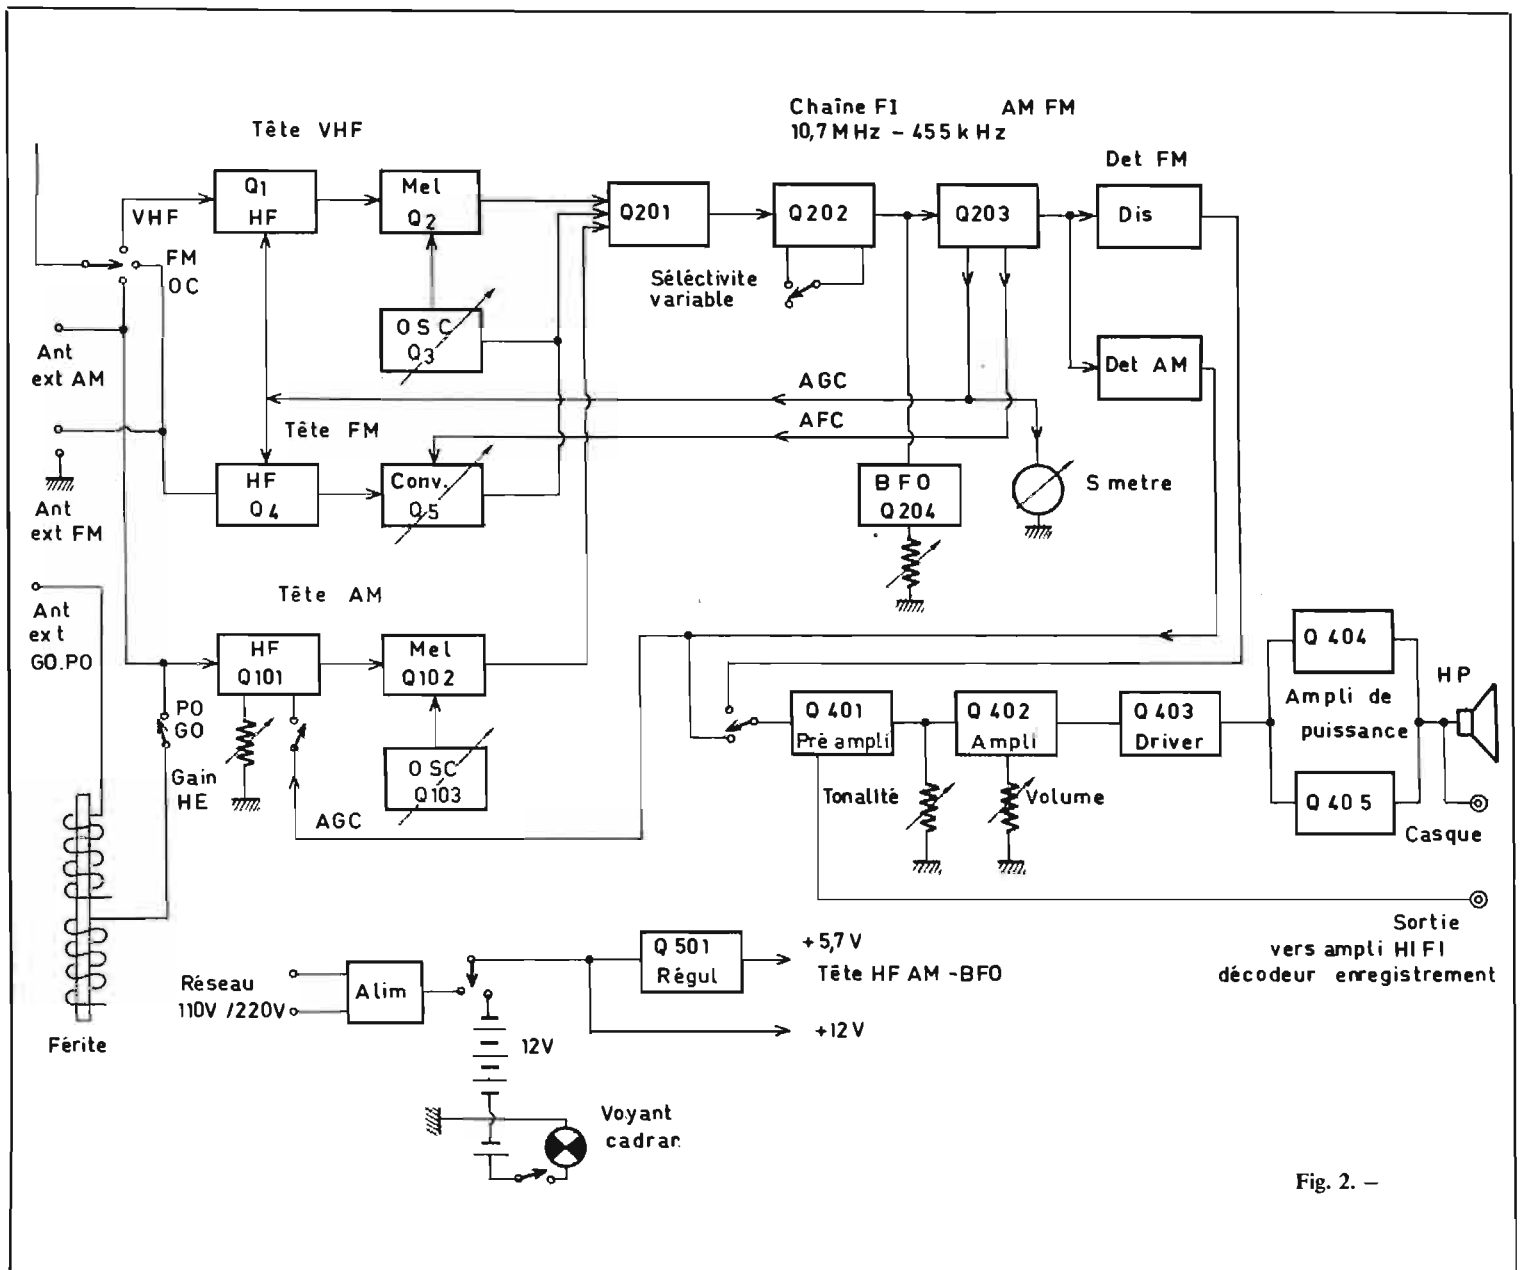 Chaîne FI AM FM
10,7 MHz – 455 kHz
Tête VHF
Det FM
Q1
HF
Mel
Q2
Q201
Q202
Q203
Dis
VHF
FM
OC
Séléctivite
variable
OSC
Q3
Ant
ext AM
Det AM
AGC
AFC
Tête FM
HF
Q4
Conv.
Q5
BFO
Q204
S metre
Ant
ext FM
Tête AM
Ant
ext
GO.PO
HF
Q101
Mel
Q102
Q 404
HP
PO
GO
Q 401
Pré ampli
Q 402
Ampli
Q 403
Driver
Ampli de
puissance
Gain
HE
OSC
Q103
Tonalité
Volume
Q 405
AGC
Casque
Sortie
vers ampli HIFI
décodeur enregistrement
Q 501
Régul
+5,7 V
Tête HF AM -BFO
Réseau
110V /220V
Alim
+12 V
12V
Férite
Voyant
cadran
Fig. 2. –